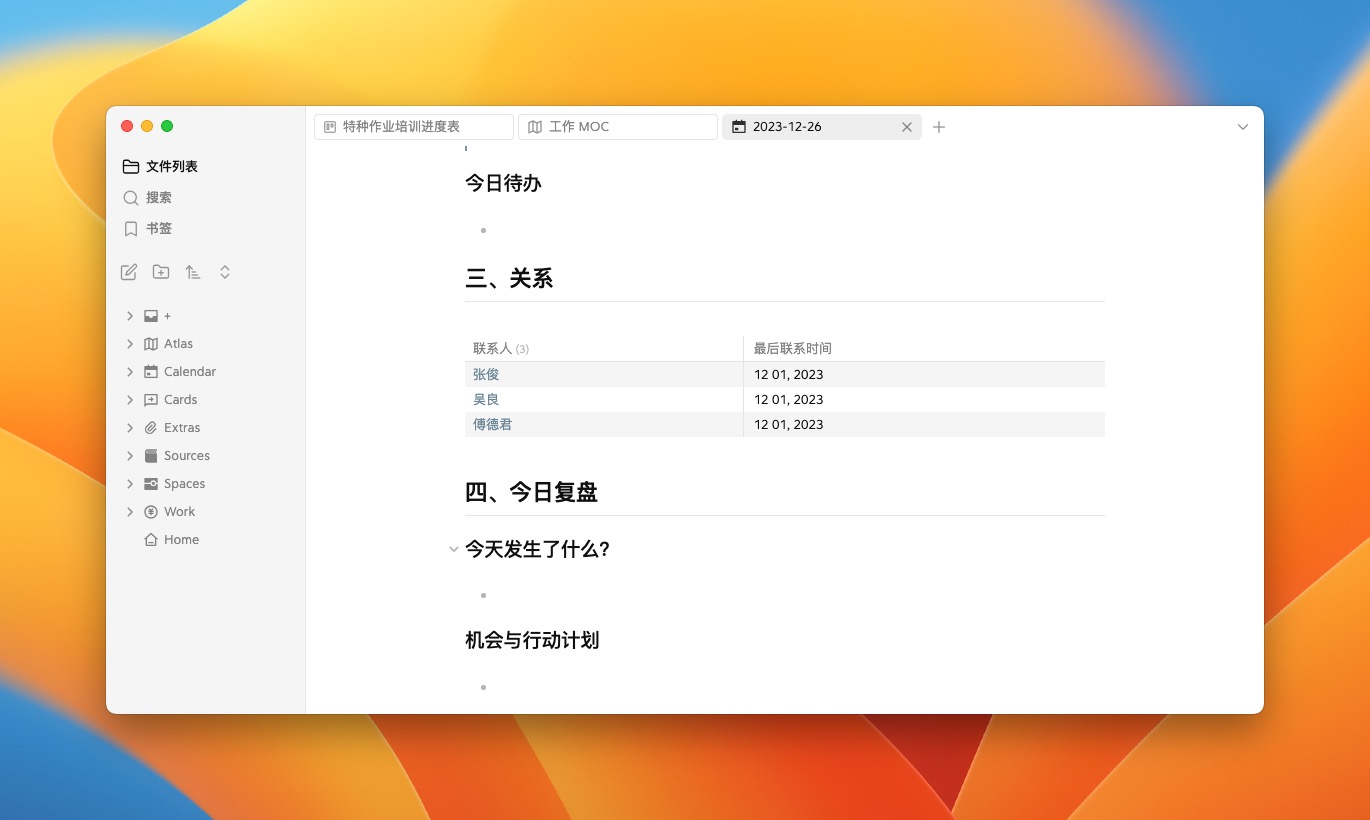 特种作业培训进度表 工作 MOC 2023-12-26
文件列表
搜索
书签
+
Atlas
Calendar
Cards
Extras
Sources
Spaces
Work
Home
今日待办
三、关系
联系人 (3) 最后联系时间
张俊 12 01, 2023
吴良 12 01, 2023
傅德君 12 01, 2023
四、今日复盘
今天发生了什么?
机会与行动计划